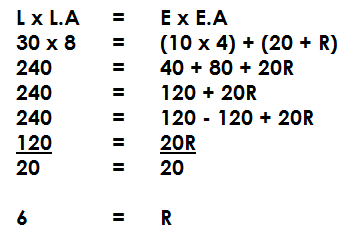 L x L.A = E x E.A
30 x 8 = (10 x 4) + (20 + R)
240 = 40 + 80 + 20R
240 = 120 + 20R
240 = 120 - 120 + 20R
120 = 20R
20 = 20
6 = R